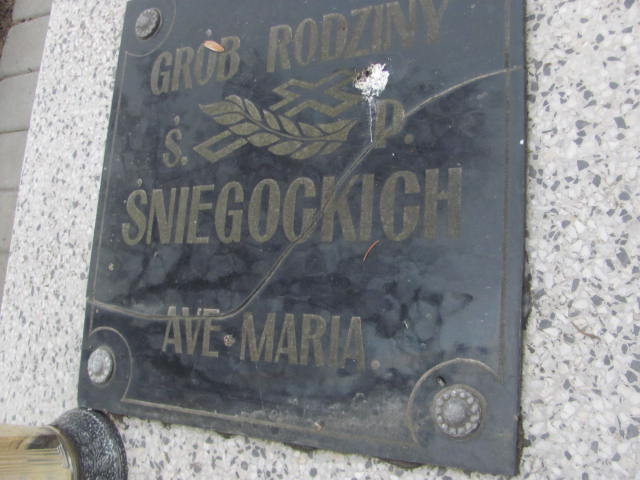 GRÓB RODZINY
Ś. P.
ŚNIEGOCKICH
AVE MARIA